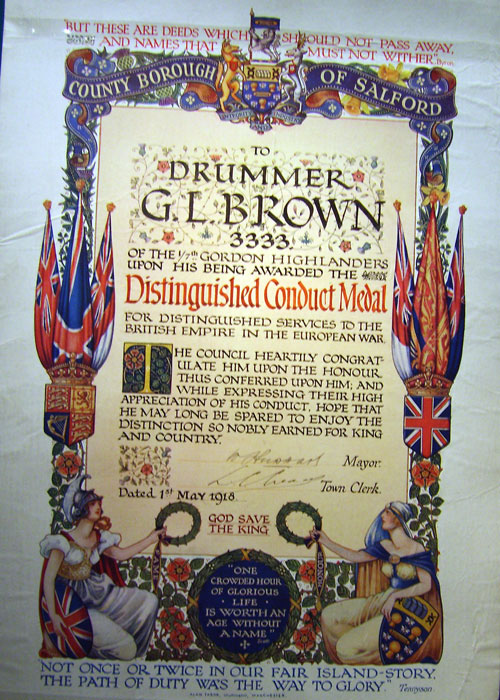 BUT THESE ARE DEEDS WHICH SHOULD NOT PASS AWAY,
AND NAMES THAT MUST NOT WITHER. Byron.
COUNTY BOROUGH OF SALFORD
TO
DRUMMER
G.L. BROWN
3333.
OF THE 1/7th GORDON HIGHLANDERS
UPON HIS BEING AWARDED THE
Distinguished Conduct Medal
FOR DISTINGUISHED SERVICES TO THE
BRITISH EMPIRE IN THE EUROPEAN WAR.
THE COUNCIL HEARTILY CONGRAT-
ULATE HIM UPON THE HONOUR
THUS CONFERRED UPON HIM; AND
WHILE EXPRESSING THEIR HIGH
APPRECIATION OF HIS CONDUCT, HOPE THAT
HE MAY LONG BE SPARED TO ENJOY THE
DISTINCTION SO NOBLY EARNED FOR KING
AND COUNTRY."
Mayor.
Town Clerk.
Dated 1st May 1918.
GOD SAVE
THE KING
"ONE
CROWDED HOUR
OF GLORIOUS
· LIFE ·
IS WORTH AN
AGE WITHOUT
A NAME"
NOT ONCE OR TWICE IN OUR FAIR ISLAND-STORY,
THE PATH OF DUTY WAS THE WAY TO GLORY." Tennyson